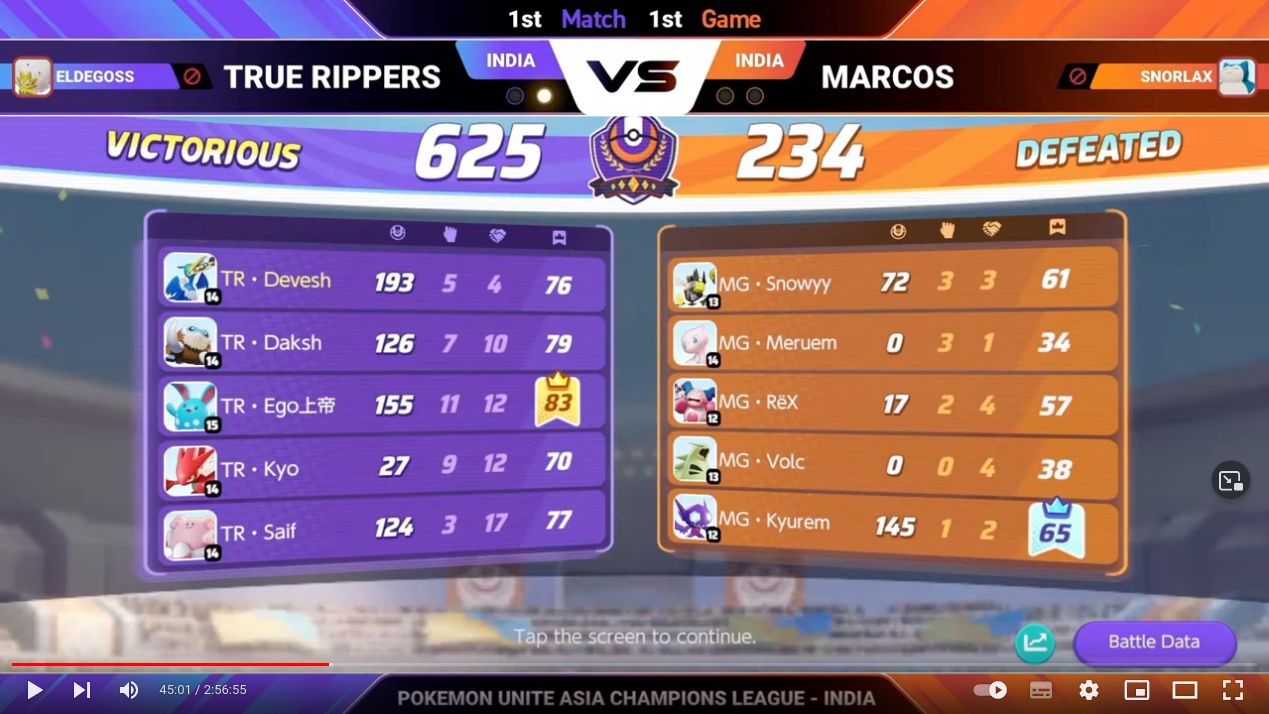 1st Match 1st Game
INDIA INDIA
ELDEGOSS TRUE RIPPERS VS MARCOS SNORLAX
VICTORIOUS 625 234 DEFEATED
TR・Devesh 193 5 4 76
14
TR・Daksh 126 7 10 79
14
TR・Ego上帝 155 11 12 83
15
TR・Kyo 27 9 12 70
14
TR・Saif 124 3 17 77
14
MG・Snowyy 72 3 3 61
13
MG・Meruem 0 3 1 34
14
MG・RëX 17 2 4 57
12
MG・Volc 0 0 4 38
13
MG・Kyurem 145 1 2 65
12
Tap the screen to continue.
Battle Data
45:01 / 2:56:55
POKEMON UNITE ASIA CHAMPIONS LEAGUE - INDIA